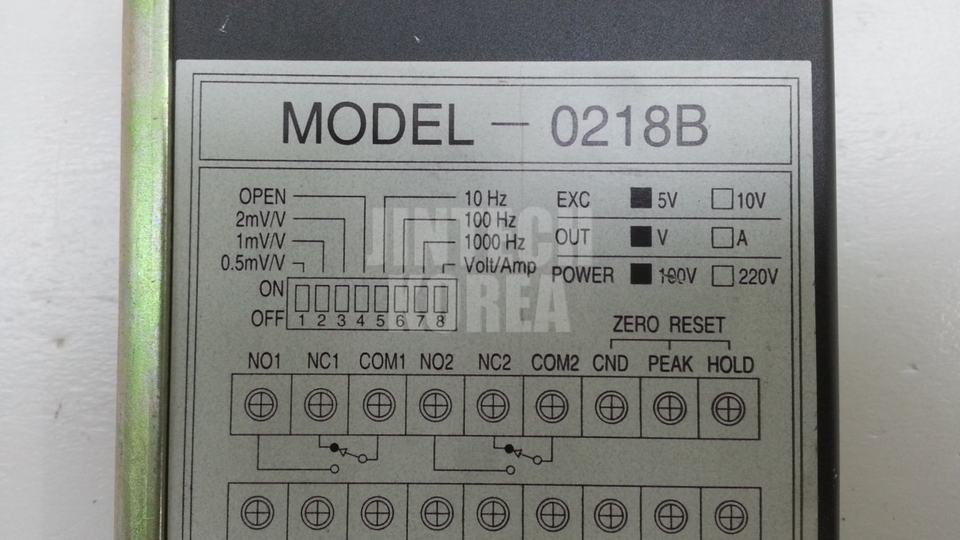 MODEL - 0218B
OPEN
2mV/V
1mV/V
0.5mV/V
10 Hz
100 Hz
1000 Hz
Volt/Amp
ON
OFF
1 2 3 4 5 6 7 8
EXC 5V 10V
OUT V A
POWER 100V 220V
ZERO RESET
NO1 NC1 COM1 NO2 NC2 COM2 CND PEAK HOLD
JINTECH
KOREA